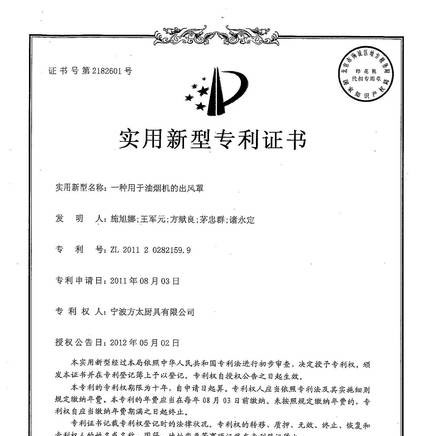 证书号第2182601号
实用新型专利证书
实用新型名称：一种用于油烟机的出风罩
发 明 人：施旭娜;王军元;方赋良;茅忠群;诸永定
专 利 号：ZL 2011 2 0282159.9
专利申请日：2011年08月03日
专 利 权 人：宁波方太厨具有限公司
授权公告日：2012年05月02日
本实用新型经过本局依照中华人民共和国专利法进行初步审查，决定授予专利权，颁
发本证书并在专利登记簿上予以登记。专利权自授权公告之日起生效。
本专利的专利权期限为十年，自申请日起算。专利权人应当依照专利法及其实施细则
规定缴纳年费。本专利的年费应当在每年08月03日前缴纳。未按照规定缴纳年费的，专
利权自应当缴纳年费期满之日起终止。
专利证书记载专利权登记时的法律状况。专利权的转移、质押、无效、终止、恢复和